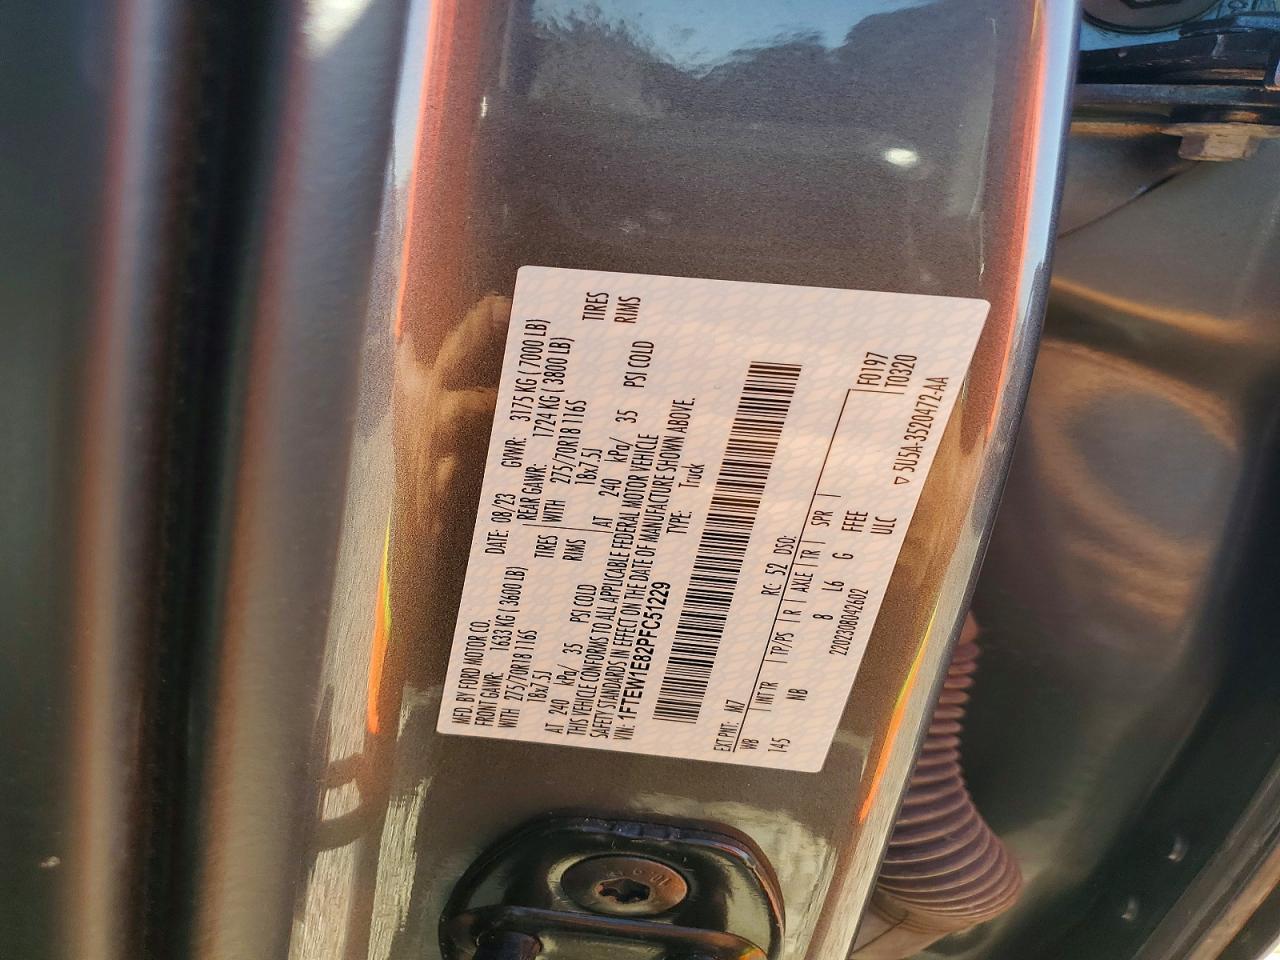 MFD. BY FORD MOTOR CO. DATE: 08/23 GVWR: 3175 KG ( 7000 LB)
FRONT GAWR: 1633 KG ( 3600 LB) REAR GAWR: 1724 KG ( 3800 LB)
WITH 275/70R18 116S TIRES WITH 275/70R18 116S TIRES
18x7.5J RIMS 18x7.5J RIMS
AT 240 kPa/ 35 PSI COLD AT 240 kPa/ 35 PSI COLD
THIS VEHICLE CONFORMS TO ALL APPLICABLE FEDERAL MOTOR VEHICLE
SAFETY STANDARDS IN EFFECT ON THE DATE OF MANUFACTURE SHOWN ABOVE.
VIN: 1FTEW1E82PFC51229 TYPE: Truck
EXT PNT: MZ RC: 52 DSO: F0197
WB INT TR TP/PS R AXLE TR SPR T0320
145 WB 8 L6 G FFEE
2202308042602 ULC
5U5A-3520472-AA